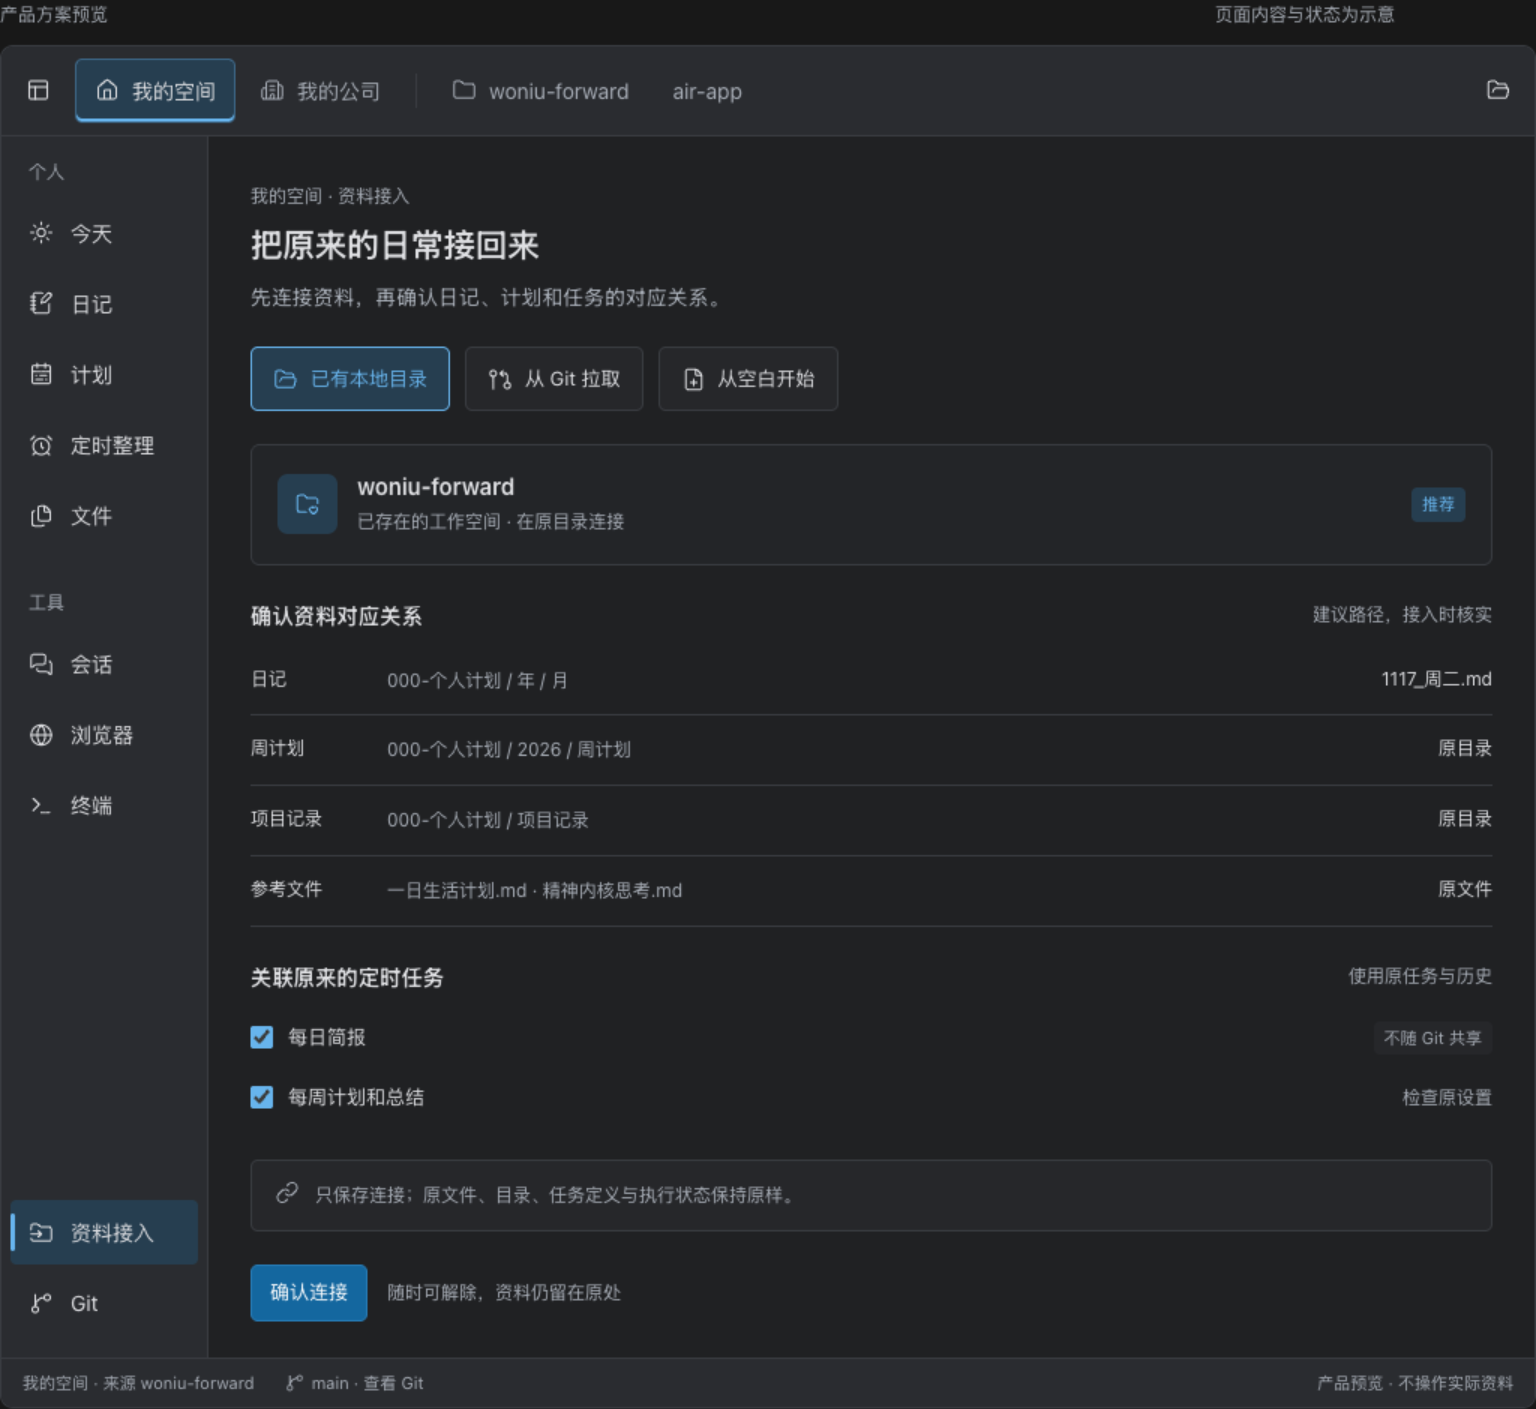 产品方案预览
页面内容与状态为示意
我的空间
我的公司
woniu-forward
air-app
个人
今天
日记
计划
定时整理
文件
工具
会话
浏览器
终端
资料接入
Git
我的空间 · 资料接入
把原来的日常接回来
先连接资料，再确认日记、计划和任务的对应关系。
已有本地目录
从 Git 拉取
从空白开始
woniu-forward
已存在的工作空间 · 在原目录连接
推荐
确认资料对应关系
建议路径，接入时核实
日记 000-个人计划 / 年 / 月 1117_周二.md
周计划 000-个人计划 / 2026 / 周计划 原目录
项目记录 000-个人计划 / 项目记录 原目录
参考文件 一日生活计划.md · 精神内核思考.md 原文件
关联原来的定时任务
使用原任务与历史
每日简报 不随 Git 共享
每周计划和总结 检查原设置
只保存连接；原文件、目录、任务定义与执行状态保持原样。
确认连接
随时可解除，资料仍留在原处
我的空间 · 来源 woniu-forward
main · 查看 Git
产品预览 · 不操作实际资料